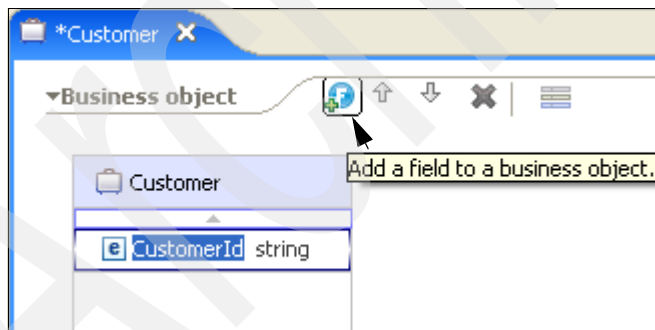 *Customer
Business object
Add a field to a business object.
Customer
CustomerId string